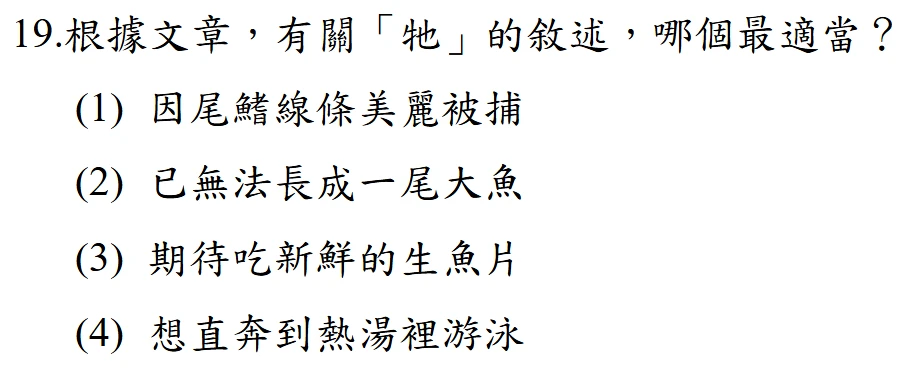 19.根據文章，有關「牠」的敘述，哪個最適當？
(1) 因尾鰭線條美麗被捕
(2) 已無法長成一尾大魚
(3) 期待吃新鮮的生魚片
(4) 想直奔到熱湯裡游泳